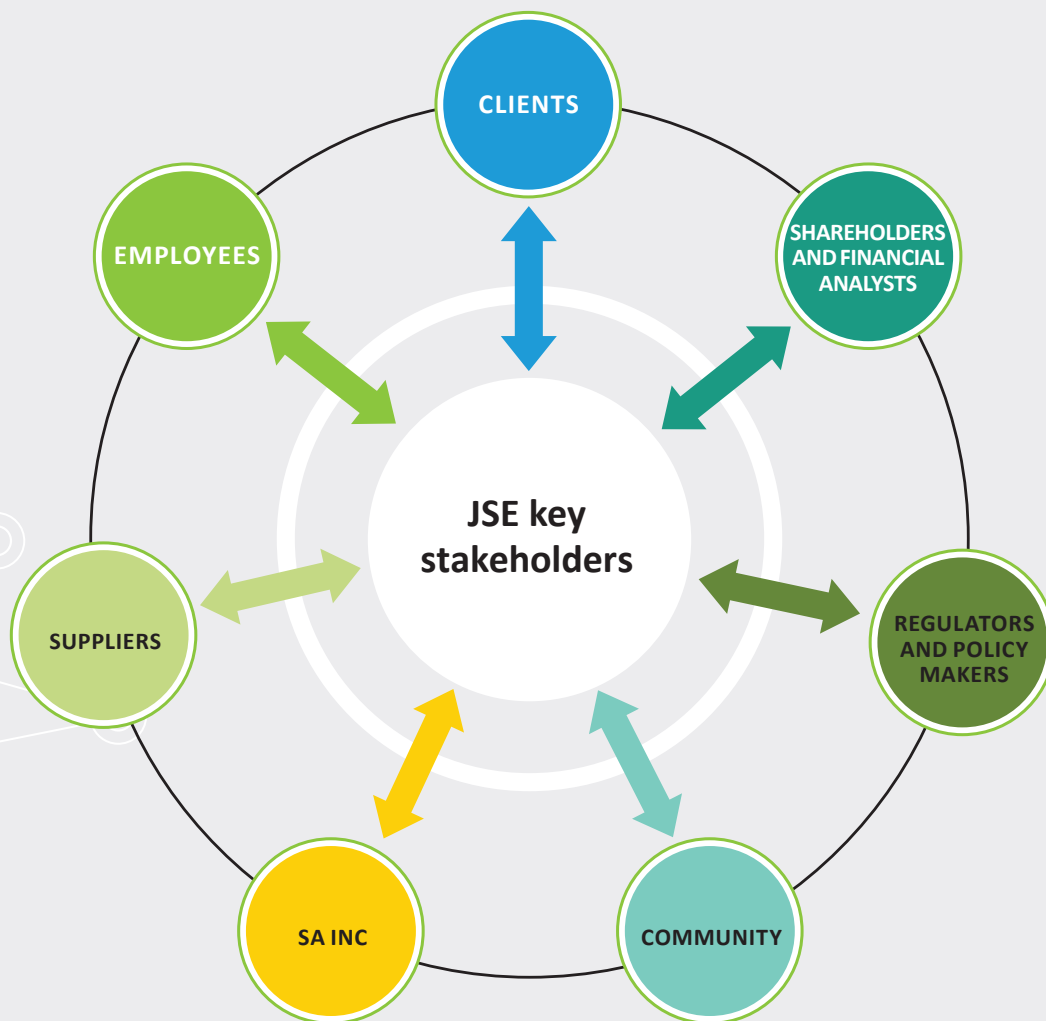 CLIENTS
SHAREHOLDERS
AND FINANCIAL
ANALYSTS
REGULATORS
AND POLICY
MAKERS
COMMUNITY
SA INC
SUPPLIERS
EMPLOYEES
JSE key
stakeholders